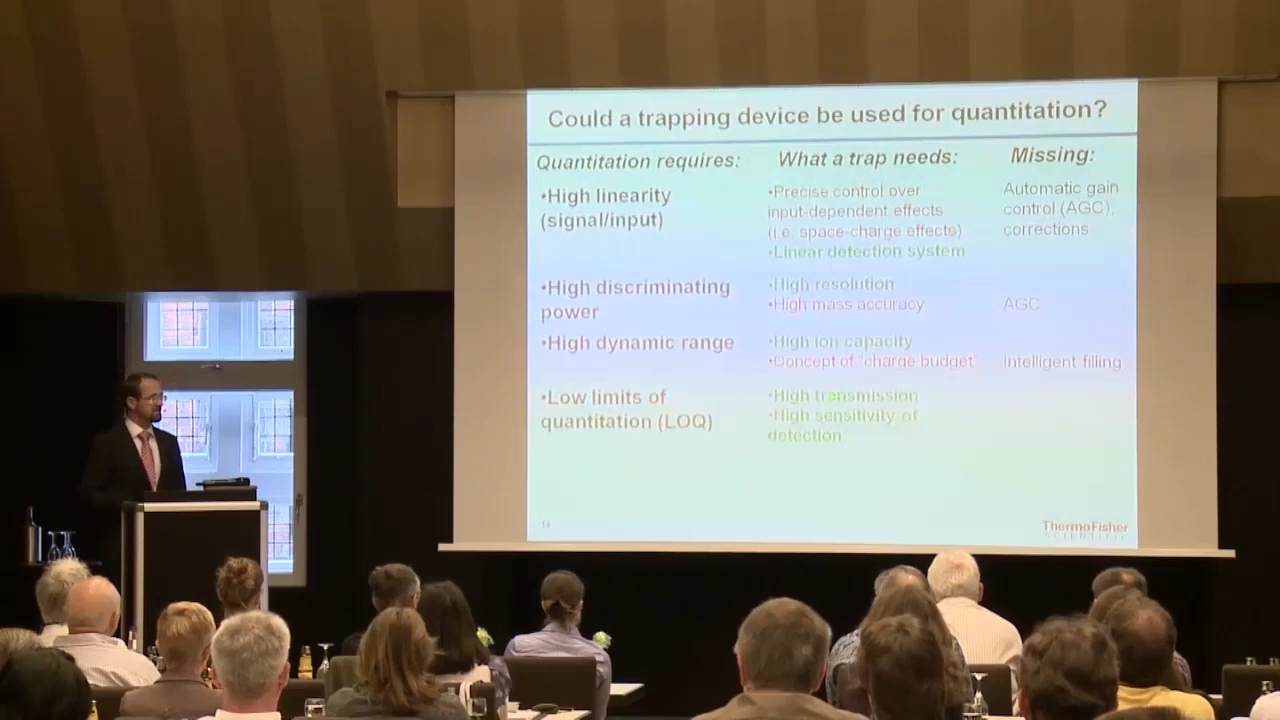 Could a trapping device be used for quantitation?
Quantitation requires:
What a trap needs:
Missing:
•High linearity
(signal/input)
•Precise control over
input-dependent effects
(i.e. space-charge effects)
•Linear detection system
Automatic gain
control (AGC),
corrections
•High discriminating
power
•High resolution
•High mass accuracy
AGC
•High dynamic range
•High ion capacity
•Concept of "charge budget"
Intelligent filling
•Low limits of
quantitation (LOQ)
•High transmission
•High sensitivity of
detection
14
ThermoFisher
SCIENTIFIC